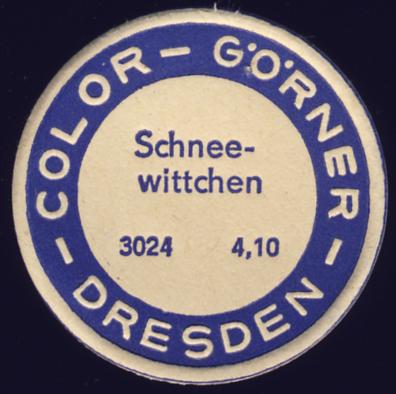 COLOR – GÖRNER – DRESDEN –
Schnee-
wittchen
3024 4,10